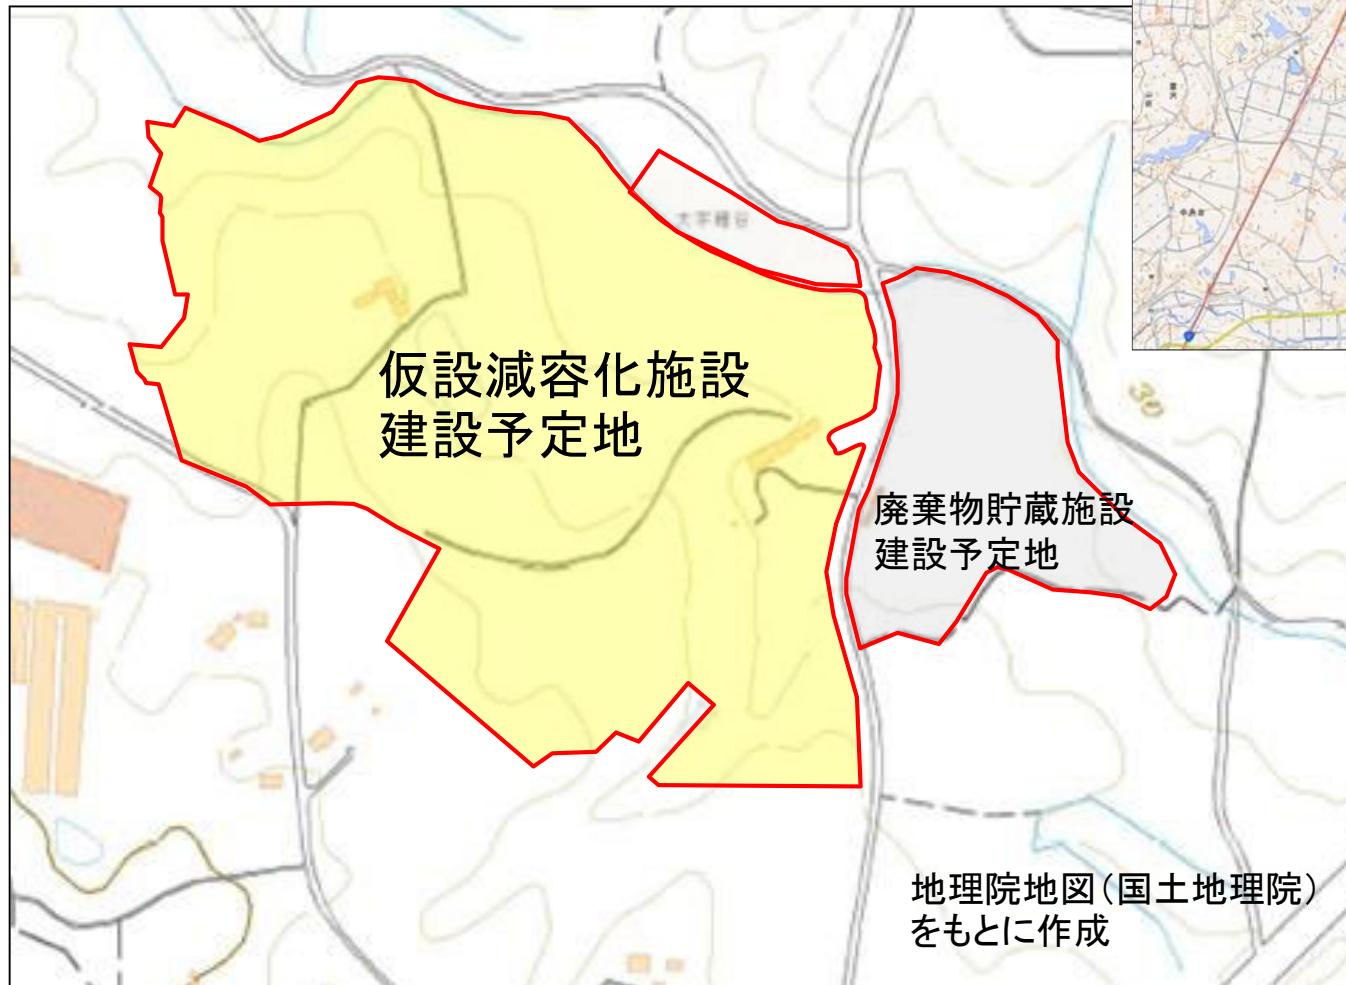 仮設減容化施設
建設予定地
廃棄物貯蔵施設
建設予定地
30
地理院地図(国土地理院)
をもとに作成